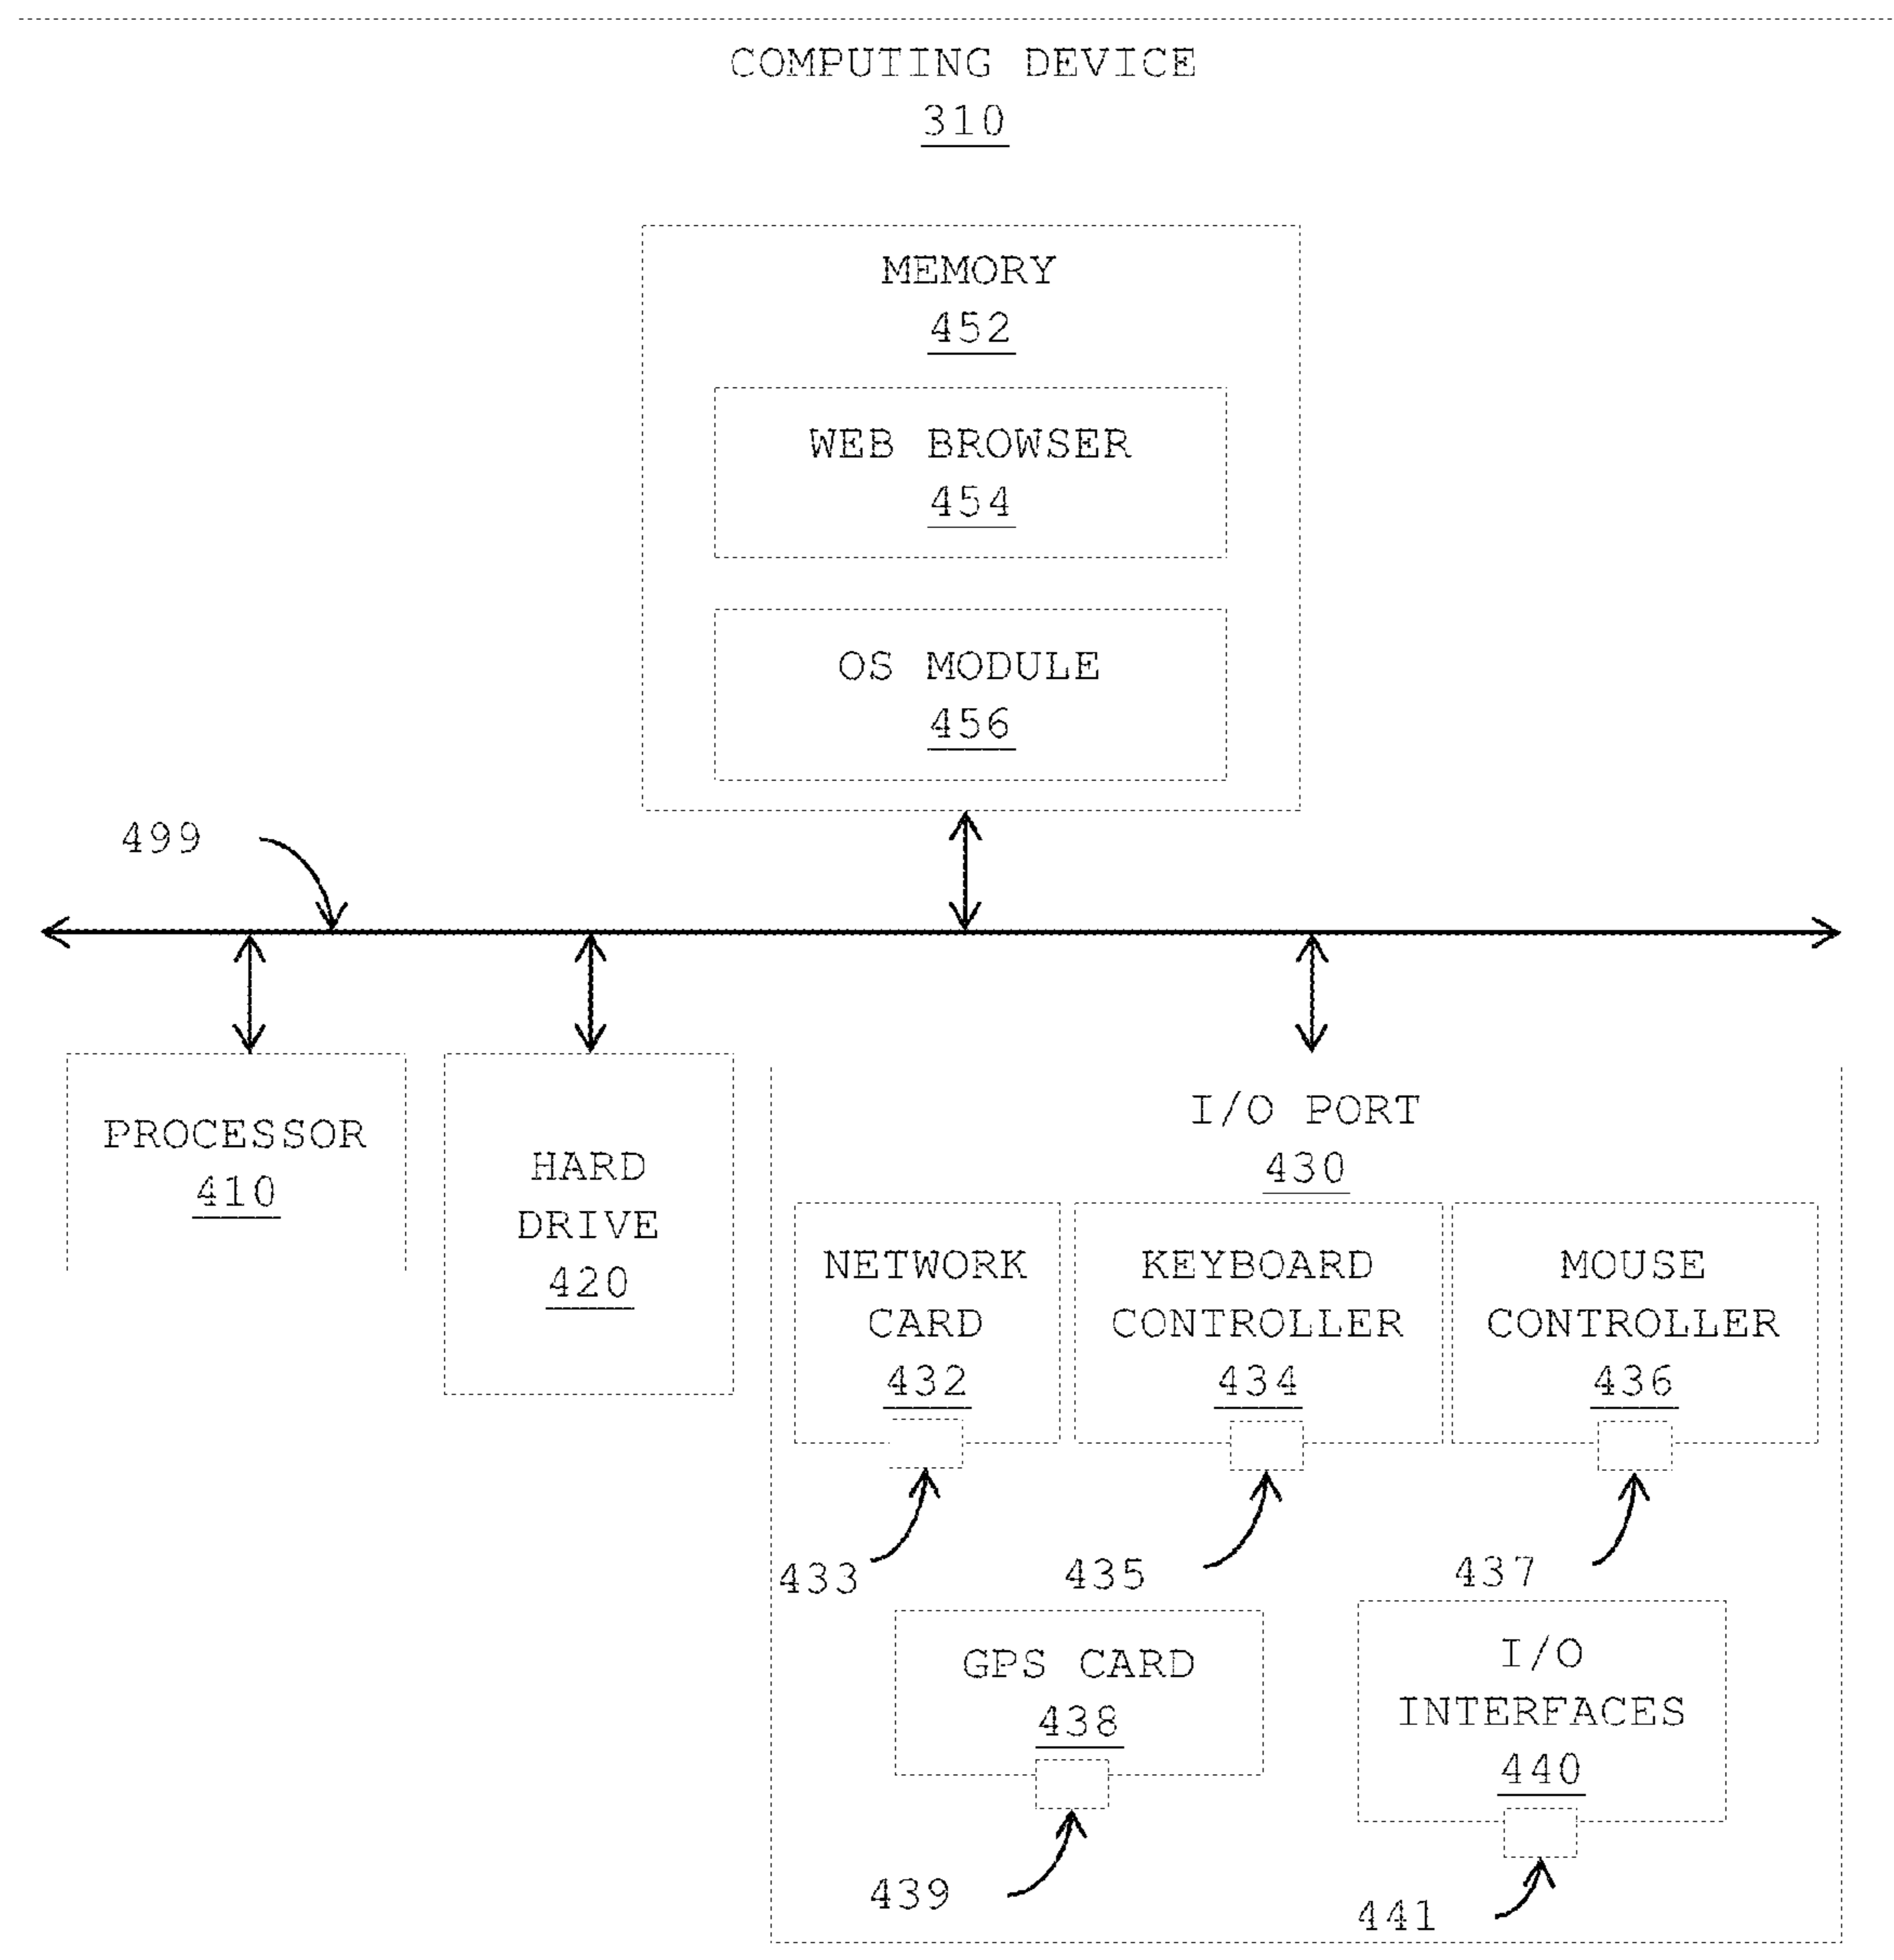 COMPUTING DEVICE
310
MEMORY
452
WEB BROWSER
454
OS MODULE
456
499
PROCESSOR
410
HARD
DRIVE
420
I/O PORT
430
NETWORK
CARD
432
KEYBOARD
CONTROLLER
434
MOUSE
CONTROLLER
436
433
435
437
GPS CARD
438
I/O
INTERFACES
440
439
441